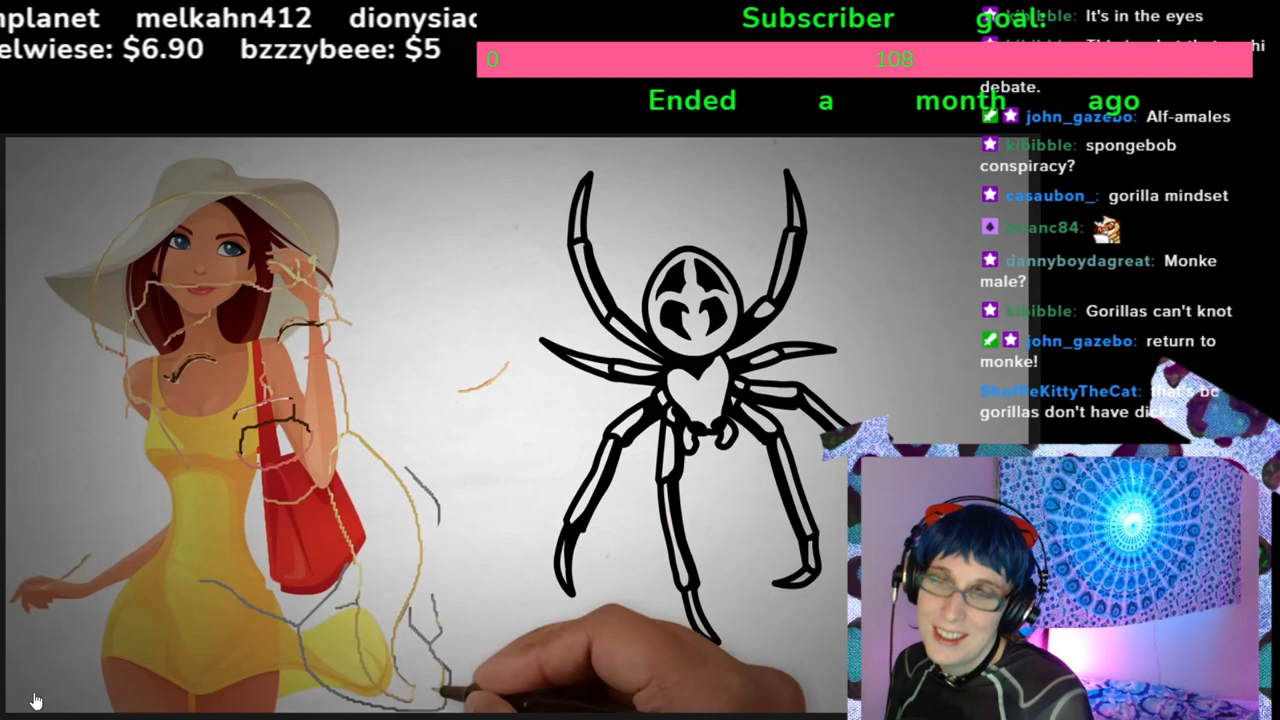 melkahn412 dionysiac
elwiese: $6.90 bzzzybeee: $5
Subscriber goal:
0 108
Ended a month ago
kibibble: It's in the eyes
debate.
john_gazebo: Alf-amales
kibibble: spongebob
conspiracy?
casaubon_: gorilla mindset
dannyboydagreat: Monke
male?
kibibble: Gorillas can't knot
john_gazebo: return to
monke!
ShuffleKittyTheCat: that's bc
gorillas don't have dicks